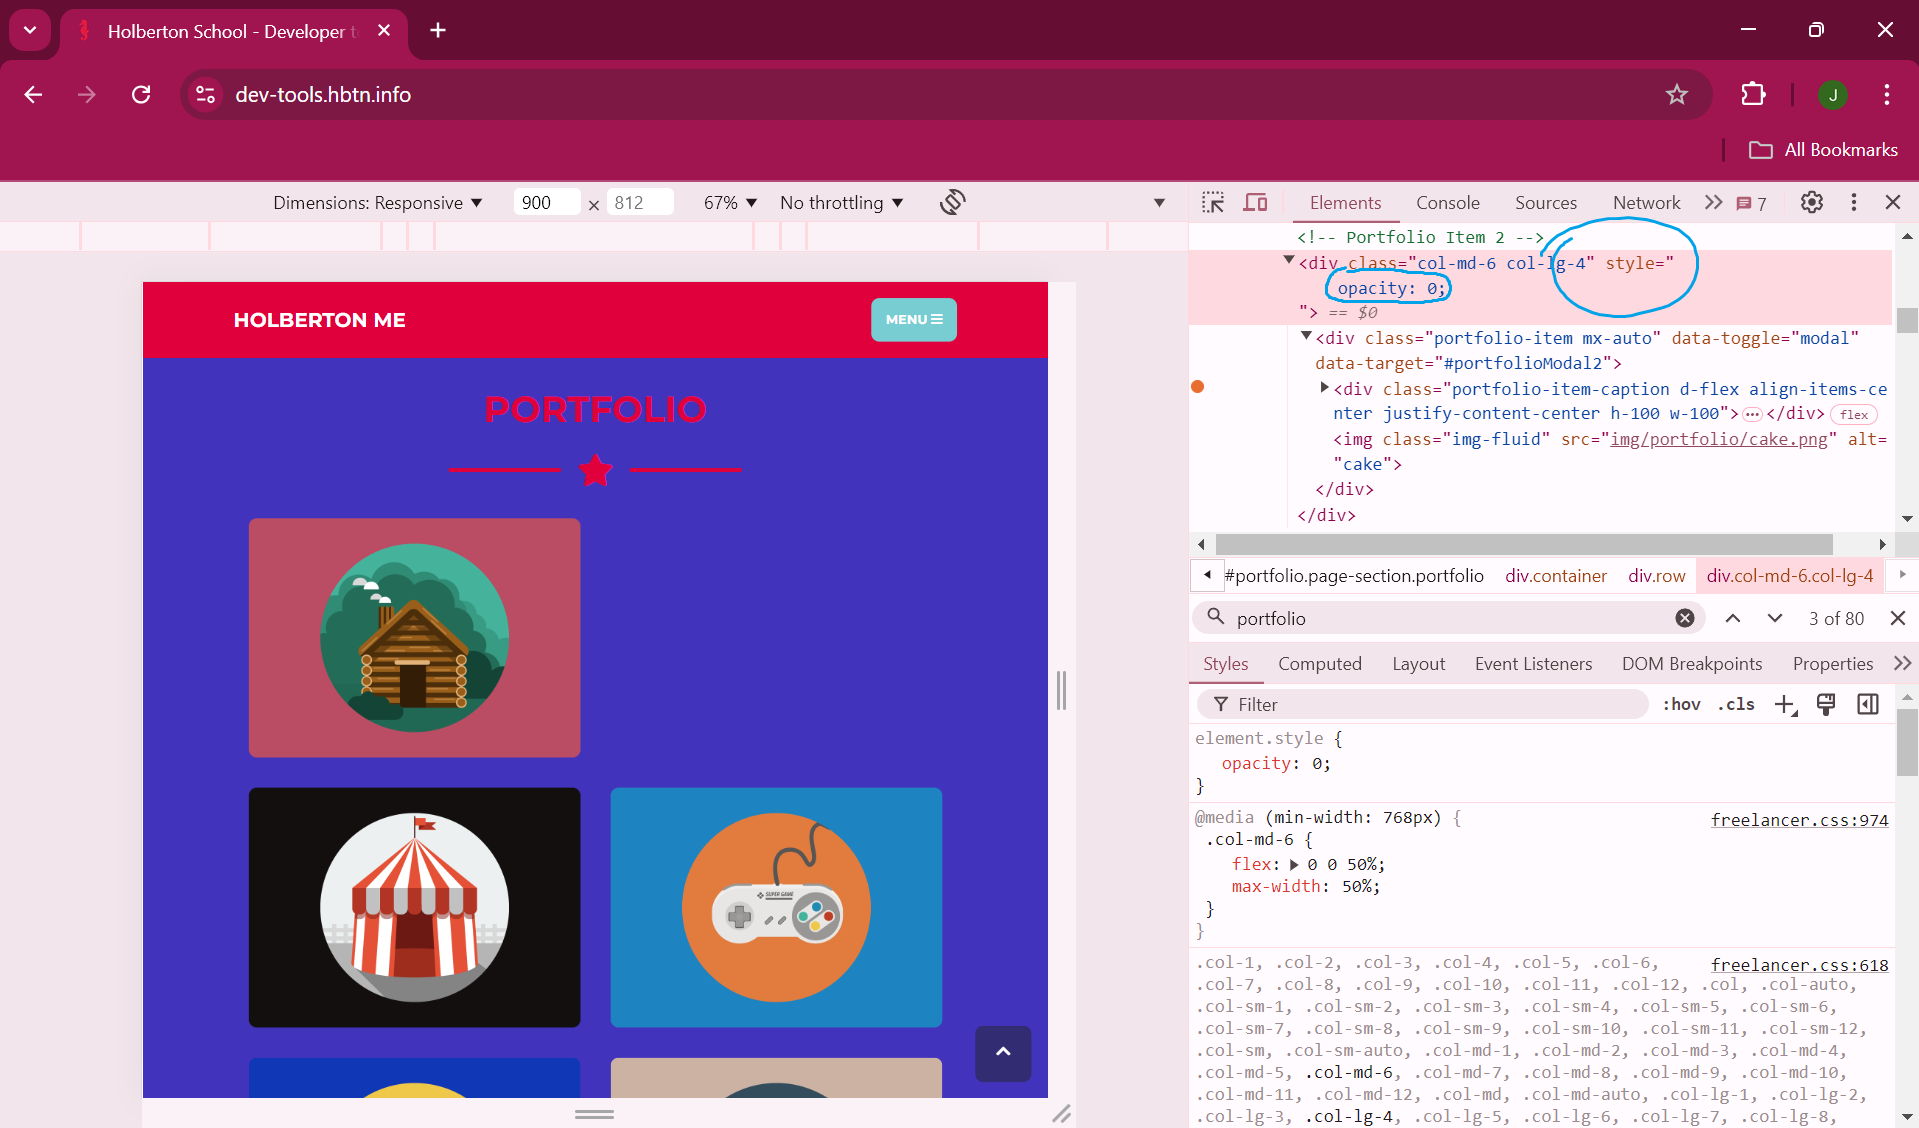 Holberton School - Developer t
dev-tools.hbtn.info
J
All Bookmarks
Dimensions: Responsive
900 × 812
67%
No throttling
Elements
Console
Sources
Network
7
<!-- Portfolio Item 2 -->
<div class="col-md-6 col-lg-4" style="
opacity: 0;
"> == $0
<div class="portfolio-item mx-auto" data-toggle="modal"
data-target="#portfolioModal2">
<div class="portfolio-item-caption d-flex align-items-ce
nter justify-content-center h-100 w-100">…</div> flex
<img class="img-fluid" src="img/portfolio/cake.png" alt=
"cake">
</div>
</div>
#portfolio.page-section.portfolio
div.container
div.row
div.col-md-6.col-lg-4
portfolio
3 of 80
Styles
Computed
Layout
Event Listeners
DOM Breakpoints
Properties
Filter
:hov
.cls
element.style {
opacity: 0;
}
@media (min-width: 768px) {
freelancer.css:974
.col-md-6 {
flex: 0 0 50%;
max-width: 50%;
}
}
.col-1, .col-2, .col-3, .col-4, .col-5, .col-6,
freelancer.css:618
.col-7, .col-8, .col-9, .col-10, .col-11, .col-12, .col, .col-auto,
.col-sm-1, .col-sm-2, .col-sm-3, .col-sm-4, .col-sm-5, .col-sm-6,
.col-sm-7, .col-sm-8, .col-sm-9, .col-sm-10, .col-sm-11, .col-sm-12,
.col-sm, .col-sm-auto, .col-md-1, .col-md-2, .col-md-3, .col-md-4,
.col-md-5, .col-md-6, .col-md-7, .col-md-8, .col-md-9, .col-md-10,
.col-md-11, .col-md-12, .col-md, .col-md-auto, .col-lg-1, .col-lg-2,
.col-lg-3, .col-lg-4, .col-lg-5, .col-lg-6, .col-lg-7, .col-lg-8,
HOLBERTON ME
MENU
PORTFOLIO
SUPER GAME